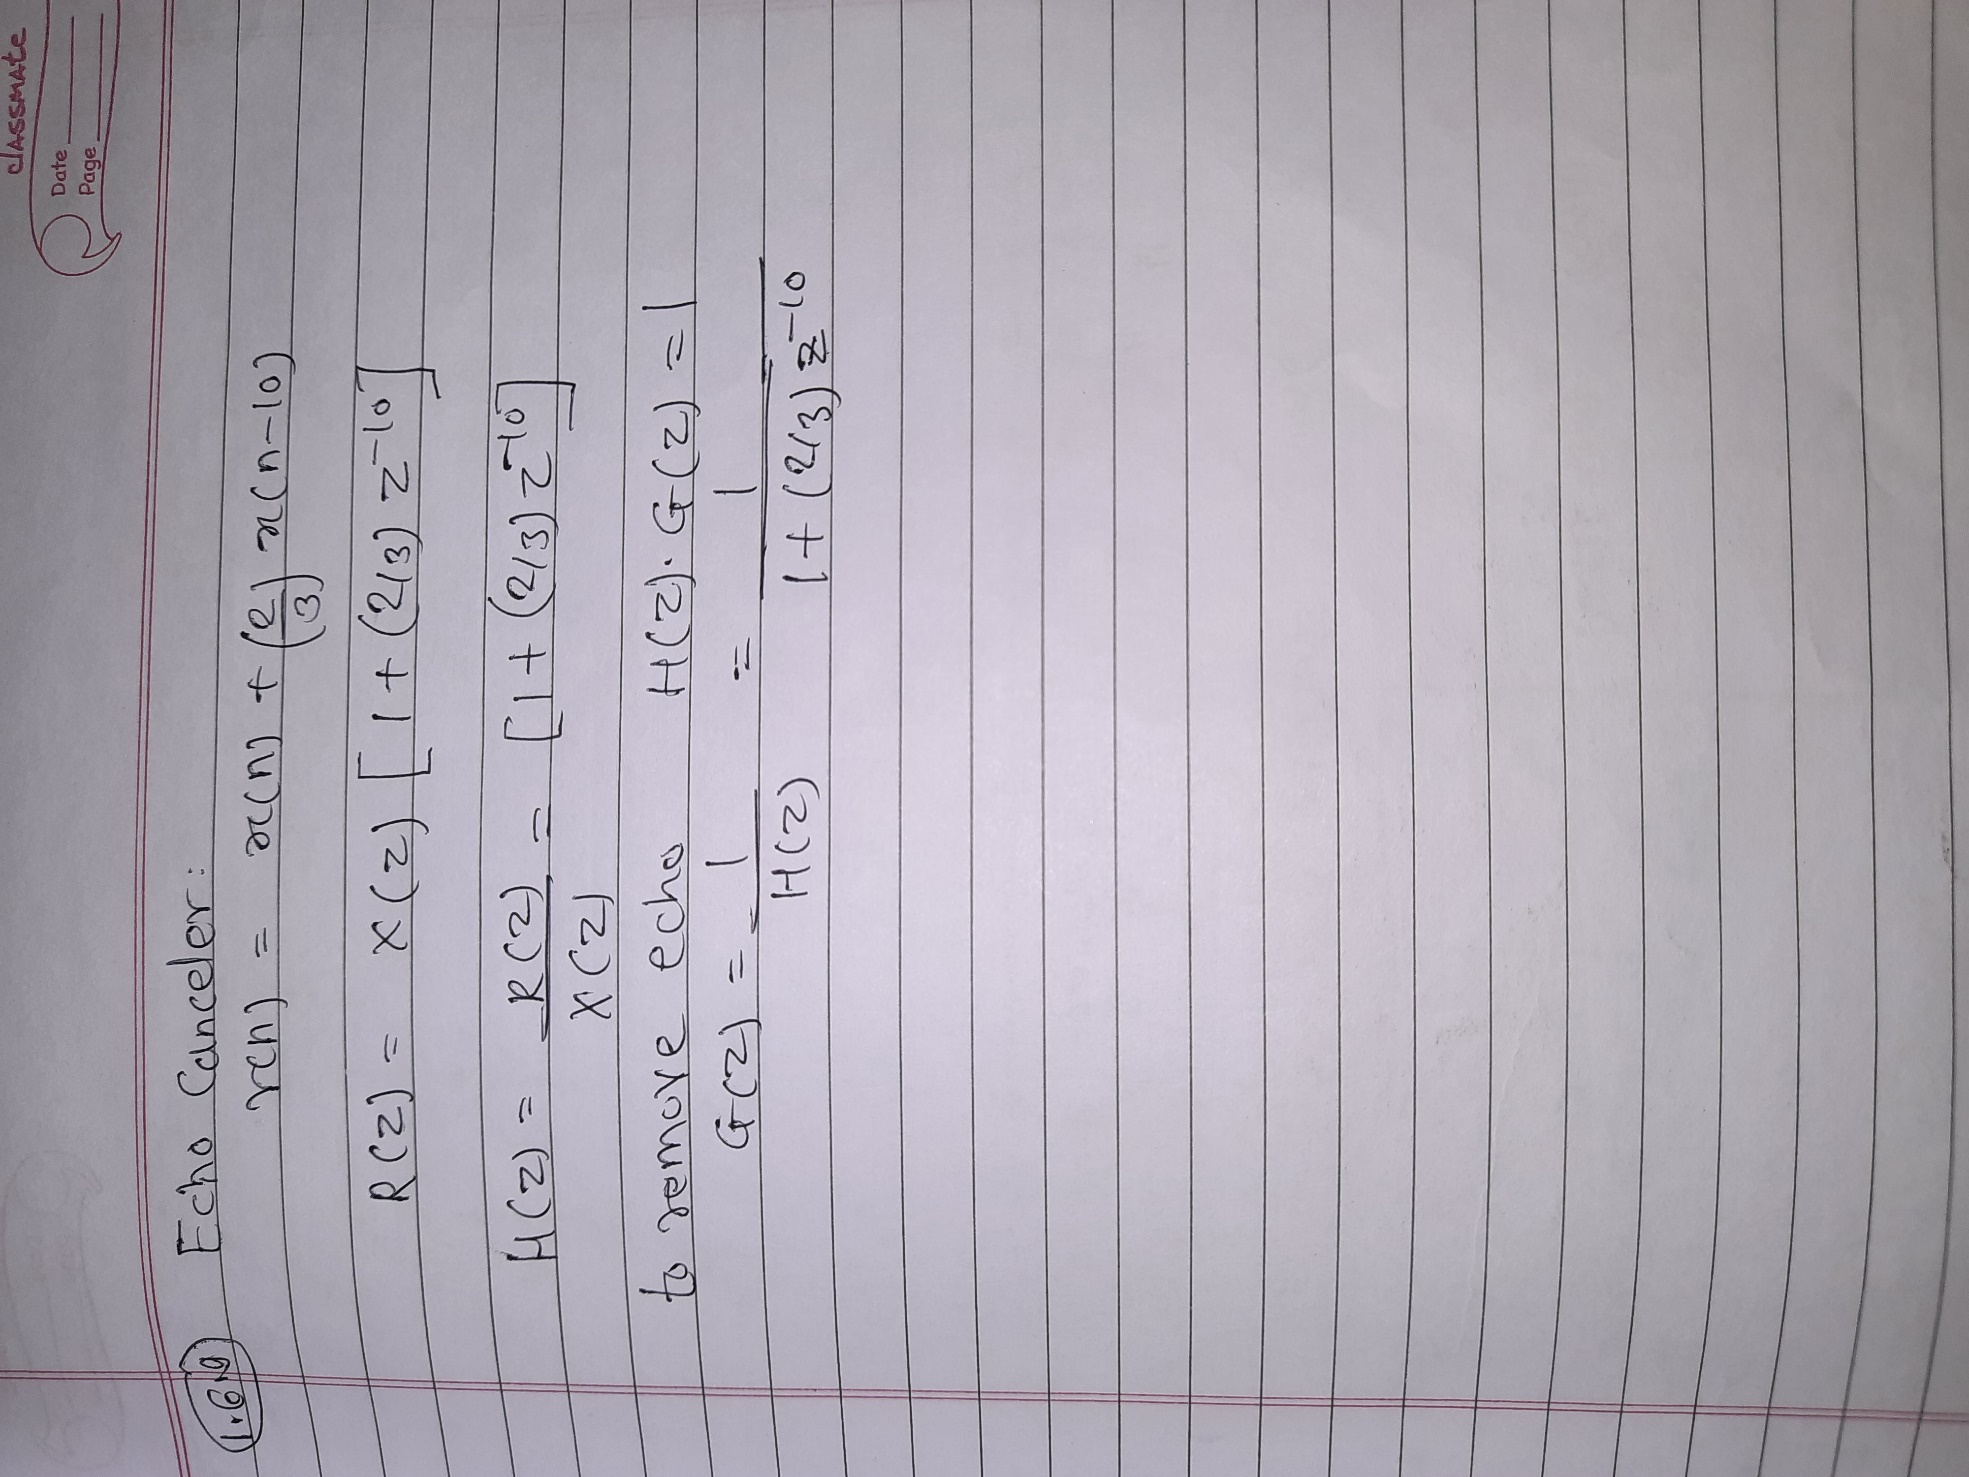 classmate
Date
Page
1.6.9 Echo Canceler:
r(n) = x(n) + (2/3) x(n-10)
R(z) = X(z) [1 + (2/3) z^-10]
H(z) = R(z)/X(z) = [1 + (2/3) z^-10]
to remove echo H(z). G(z) = 1
G(z) = 1/H(z) = 1/1 + (2/3) z^-10